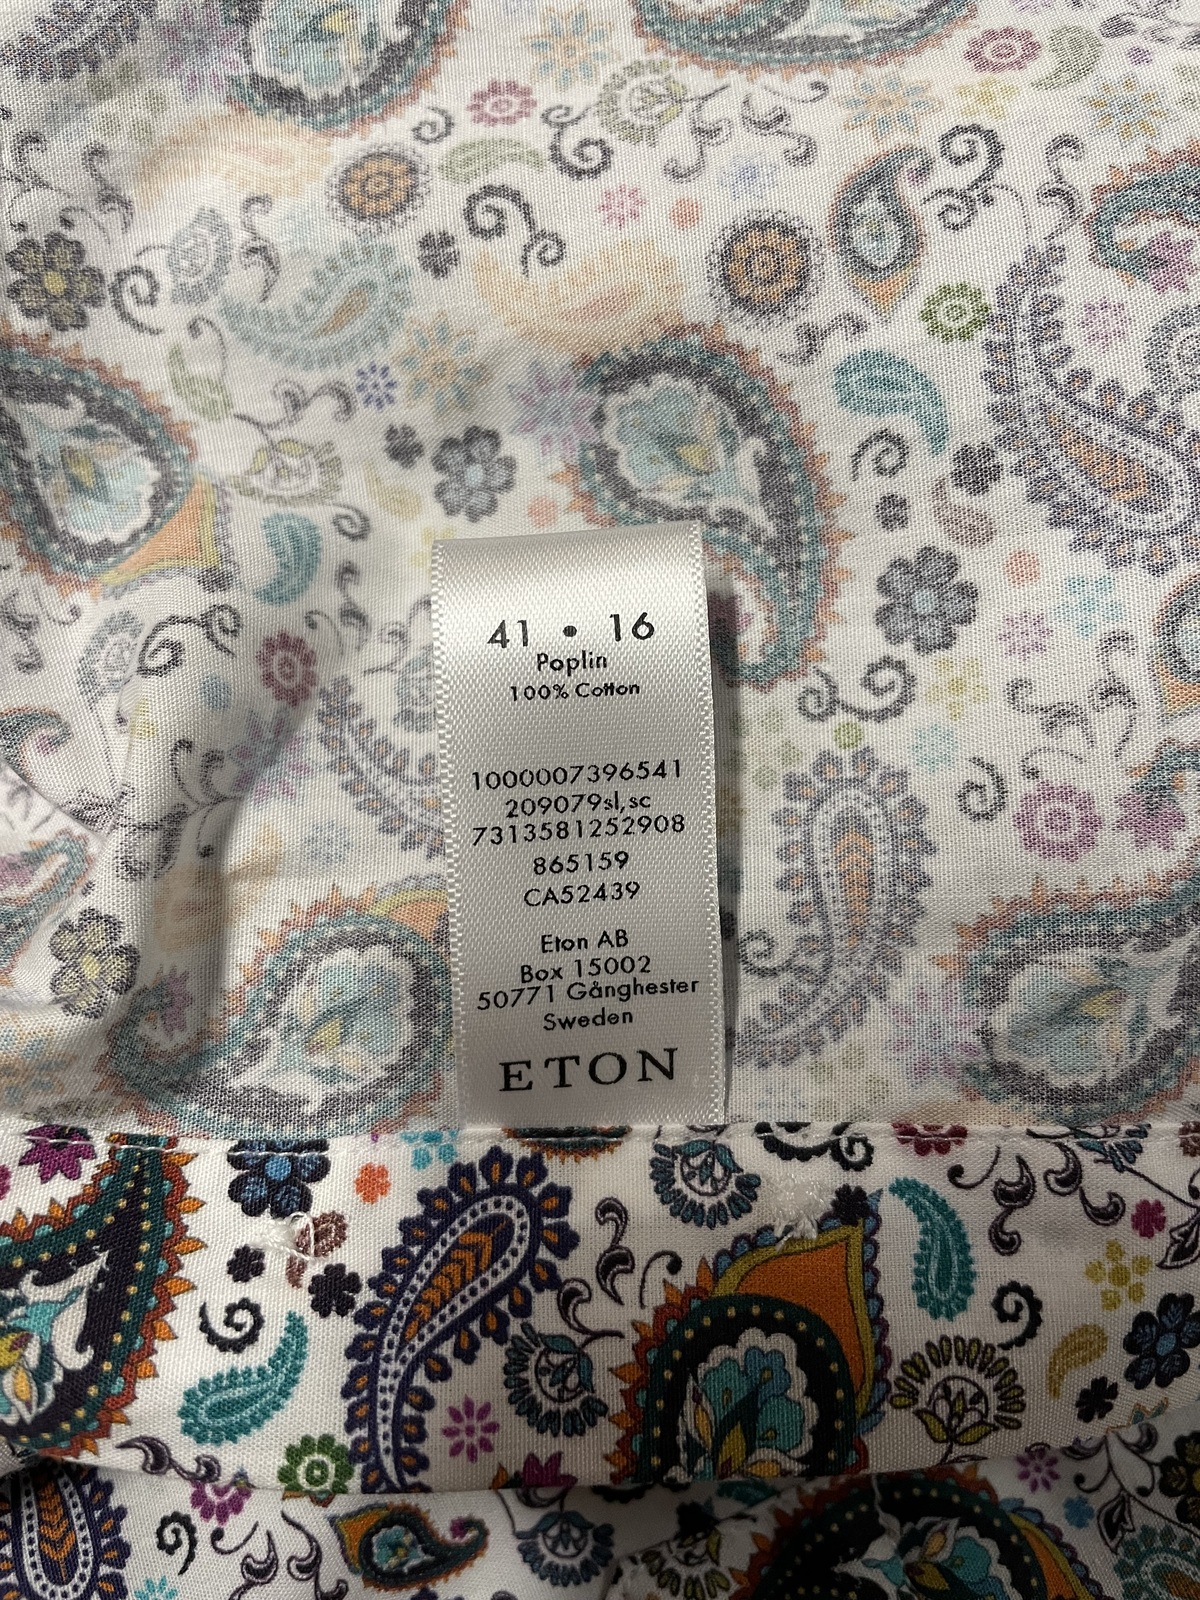 41 • 16
Poplin
100% Cotton
1000007396541
209079sl,sc
7313581252908
865159
CA52439
Eton AB
Box 15002
50771 Gånghester
Sweden
ETON